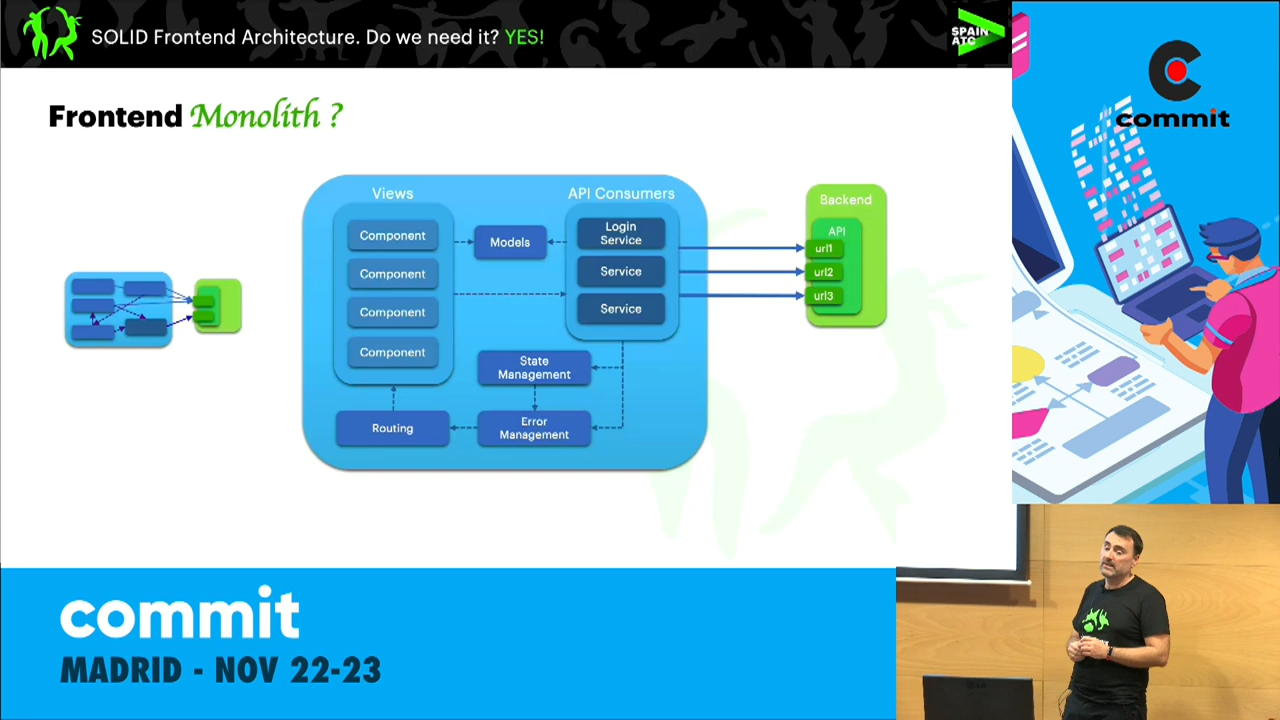 SOLID Frontend Architecture. Do we need it? YES!
SPAIN
ATC
commit
Frontend Monolith ?
Views
API Consumers
Backend
Component
Component
Component
Component
Models
Login
Service
Service
Service
API
url1
url2
url3
State
Management
Routing
Error
Management
commit
MADRID - NOV 22-23